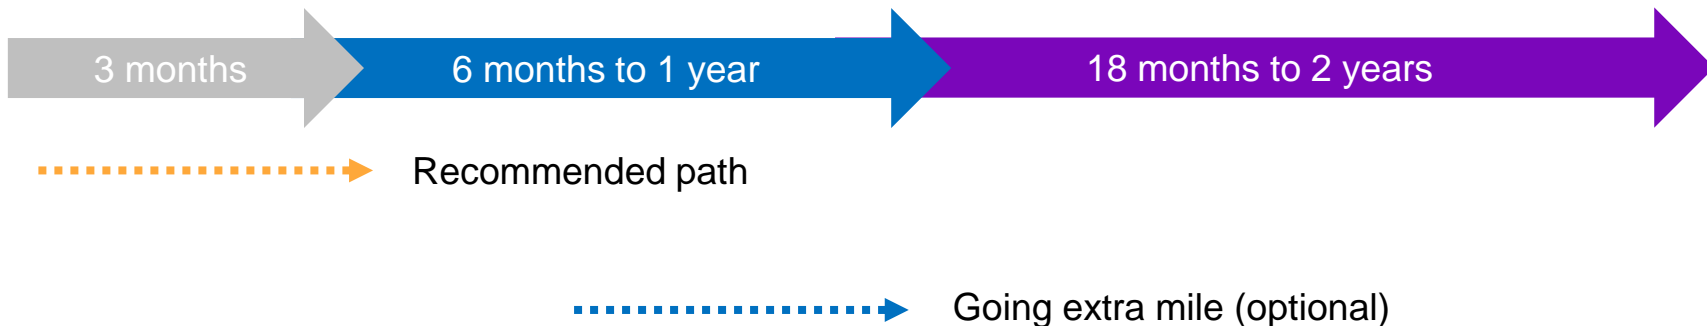 3 months
6 months to 1 year
18 months to 2 years
Recommended path
Going extra mile (optional)